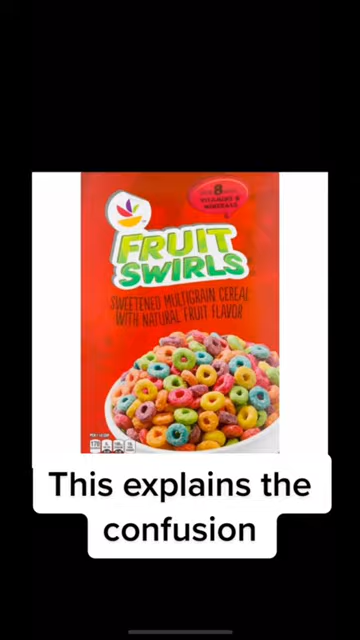 8
VITAMINS &
MINERALS
FRUIT
SWIRLS
SWEETENED MULTIGRAIN CEREAL
WITH NATURAL FRUIT FLAVOR
This explains the
confusion